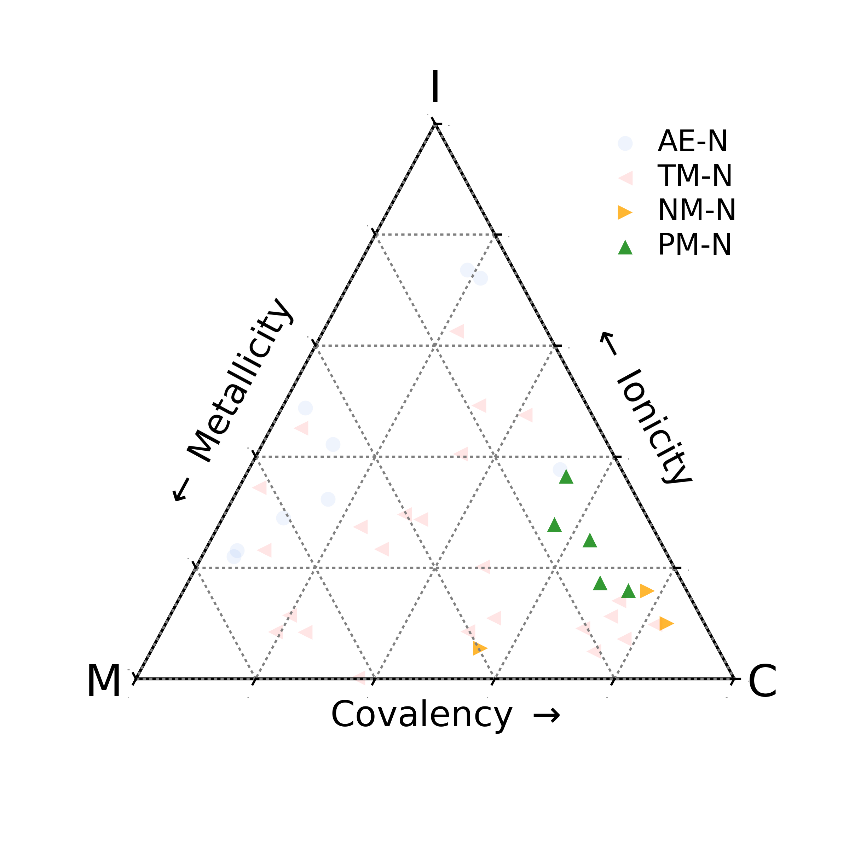 I
AE-N
TM-N
NM-N
PM-N
← Metallicity
← Ionicity
M
C
Covalency →